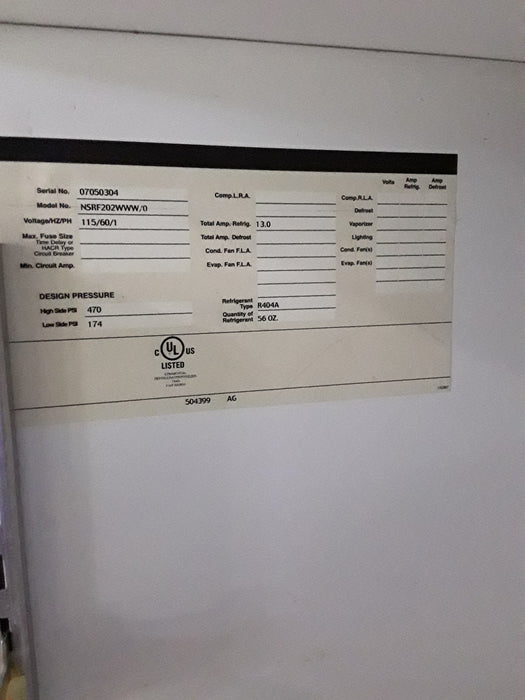 Volts Amp Refrig. Amp Defrost
Serial No. 07050304
Comp.L.R.A.
Comp.R.L.A.
Model No. NSRF202WWW/0
Defrost
Voltage/HZ/PH 115/60/1
Total Amp.-Refrig. 13.0
Vaporizer
Max. Fuse Size
Time Delay or
HACR Type
Circuit Breaker
Total Amp. Defrost
Lighting
Cond. Fan F.L.A.
Cond. Fan(s)
Min. Circuit Amp.
Evap. Fan F.L.A.
Evap. Fan(s)
DESIGN PRESSURE
High Side PSI 470
Refrigerant
Type R404A
Low Side PSI 174
Quantity of
Refrigerant 56 OZ.
C UL US
LISTED
504399 AG